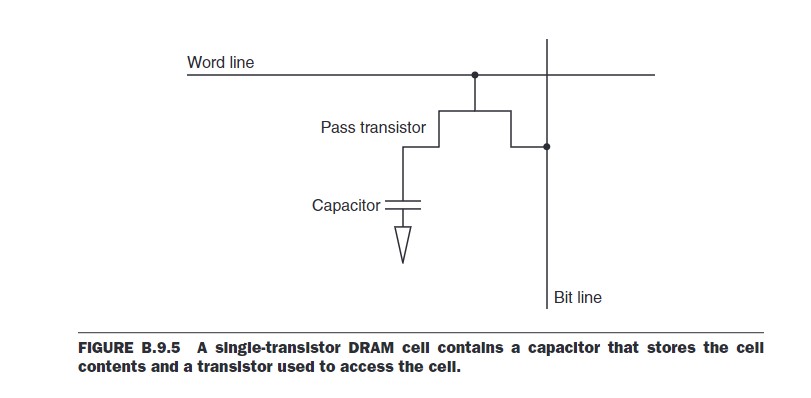 Word line
Pass transistor
Capacitor
Bit line
FIGURE B.9.5 A single-transistor DRAM cell contains a capacitor that stores the cell
contents and a transistor used to access the cell.